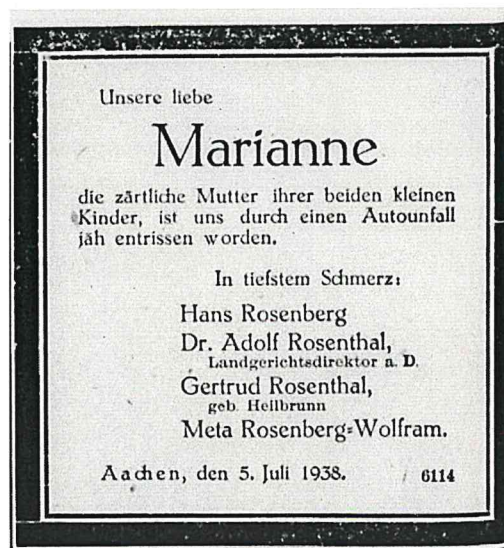 Unsere liebe
Marianne
die zärtliche Mutter ihrer beiden kleinen
Kinder, ist uns durch einen Autounfall
jäh entrissen worden.
In tiefstem Schmerz:
Hans Rosenberg
Dr. Adolf Rosenthal,
Landgerichtsdirektor a. D.
Gertrud Rosenthal,
geb. Heilbrunn
Meta Rosenberg-Wolfram.
Aachen, den 5. Juli 1938. 6114